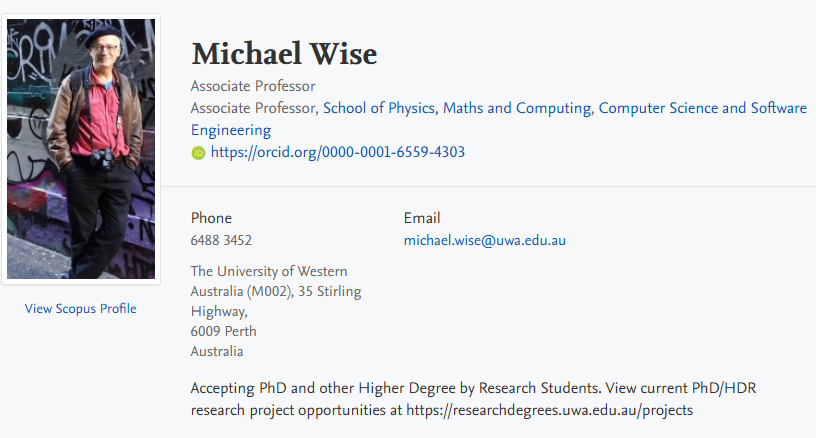 Michael Wise
Associate Professor
Associate Professor, School of Physics, Maths and Computing, Computer Science and Software
Engineering
iD https://orcid.org/0000-0001-6559-4303
Phone
6488 3452
Email
michael.wise@uwa.edu.au
The University of Western
Australia (M002), 35 Stirling
Highway,
6009 Perth
Australia
View Scopus Profile
Accepting PhD and other Higher Degree by Research Students. View current PhD/HDR
research project opportunities at https://researchdegrees.uwa.edu.au/projects